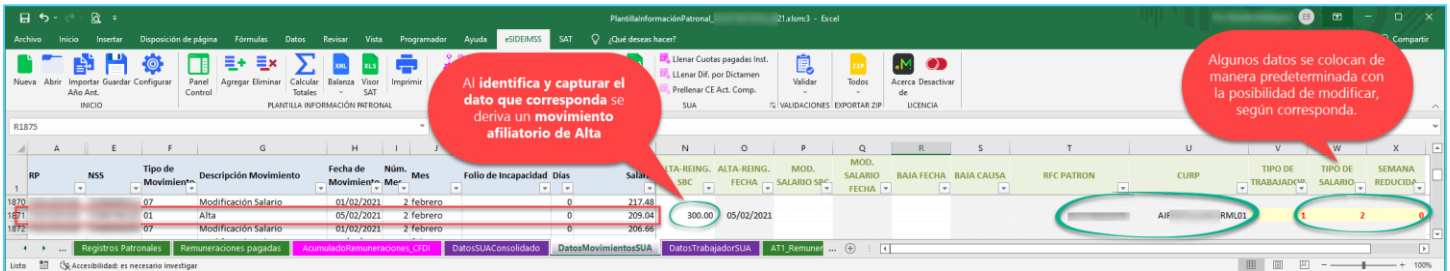 PlantillaInformaciónPatronal_ 21.xlsm:3 - Excel
Archivo Inicio Insertar Disposición de página Fórmulas Datos Revisar Vista Programador Ayuda eSIDEIMSS SAT ¿Qué deseas hacer? Compartir
Nueva Abrir Importar Año Ant. Guardar Configurar Panel Control Agregar Eliminar Calcular Totales Balanza Visor SAT Imprimir
Llenar Cuotas pagadas Inst.
LLenar Dif. por Dictamen
Prellenar CE Act. Comp.
Validar Todos Acerca de Desactivar
INICIO PLANTILLA INFORMACIÓN PATRONAL SUA VALIDACIONES EXPORTAR ZIP LICENCIA
Al identifica y capturar el
dato que corresponda se
deriva un movimiento
afiliatorio de Alta
Algunos datos se colocan de
manera predeterminada con
la posibilidad de modificar,
según corresponda.
R1875
A E F G H I J N O P Q R S T U V W X
1 RP NSS Tipo de Movimiento Descripción Movimiento Fecha de Movimiento Núm. Mes Mes Folio de Incapacidad Días Salario ALTA-REING. SBC ALTA-REING. FECHA MOD. SALARIO SBC MOD. SALARIO FECHA BAJA FECHA BAJA CAUSA RFC PATRON CURP TIPO DE TRABAJADOR TIPO DE SALARIO SEMANA REDUCIDA
1870 07 Modificación Salario 01/02/2021 2 febrero 0 217.48
1871 01 Alta 05/02/2021 2 febrero 0 209.04 300.00 05/02/2021 RML01 1 2 0
1872 07 Modificación Salario 01/02/2021 2 febrero 0 206.66
... Registros Patronales Remuneraciones pagadas AcumuladoRemuneraciones_CFDI DatosSUAConsolidado DatosMovimientosSUA DatosTrabajadorSUA AT1_Remuner ...
Listo Accesibilidad: es necesario investigar 100%